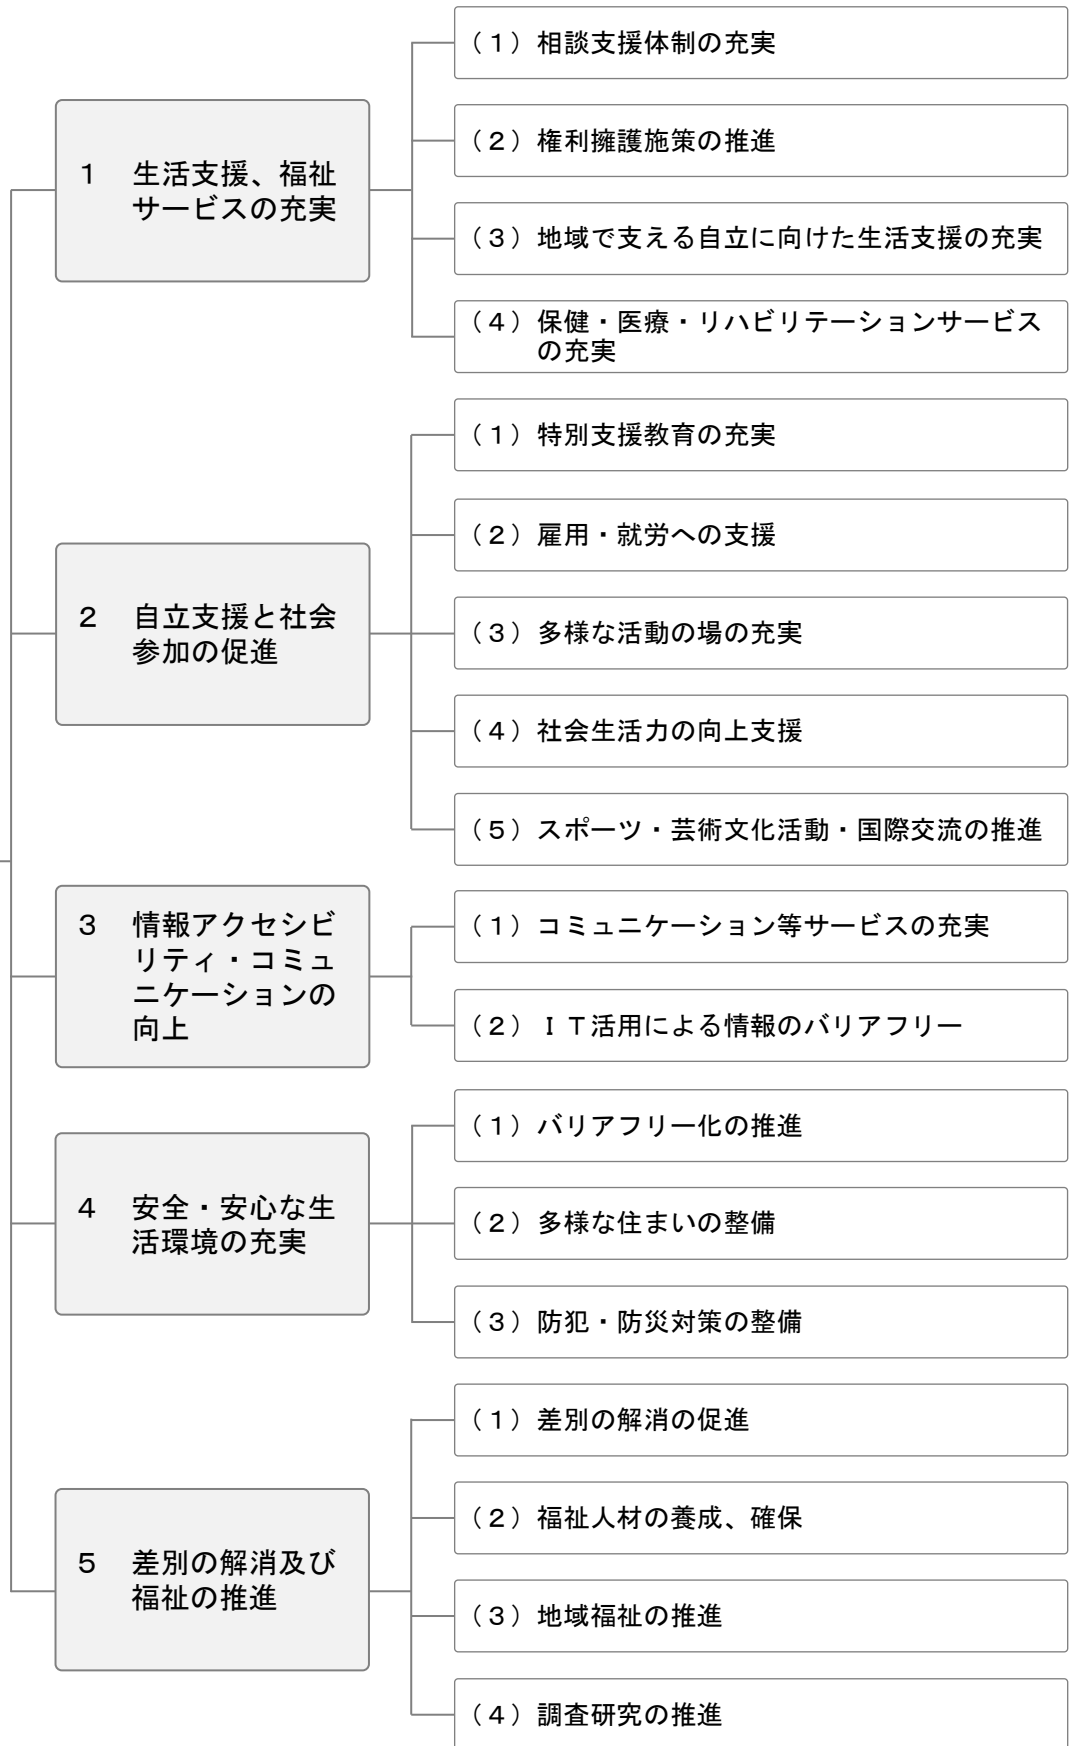 1 生活支援、福祉
サービスの充実
（１）相談支援体制の充実
（２）権利擁護施策の推進
（３）地域で支える自立に向けた生活支援の充実
（４）保健・医療・リハビリテーションサービス
の充実
2 自立支援と社会
参加の促進
（１）特別支援教育の充実
（２）雇用・就労への支援
（３）多様な活動の場の充実
（４）社会生活力の向上支援
（５）スポーツ・芸術文化活動・国際交流の推進
3 情報アクセシビ
リティ・コミュ
ニケーションの
向上
（１）コミュニケーション等サービスの充実
（２）ＩＴ活用による情報のバリアフリー
4 安全・安心な生
活環境の充実
（１）バリアフリー化の推進
（２）多様な住まいの整備
（３）防犯・防災対策の整備
5 差別の解消及び
福祉の推進
（１）差別の解消の促進
（２）福祉人材の養成、確保
（３）地域福祉の推進
（４）調査研究の推進